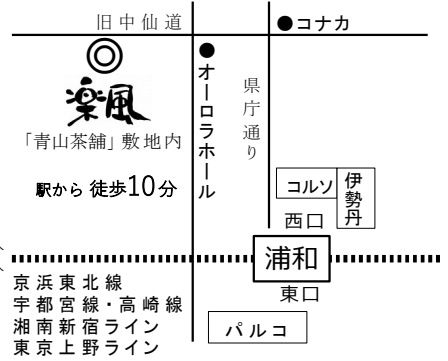 旧中仙道
●コナカ
楽風
「青山茶舗」敷地内
駅から 徒歩10分
●オーロラホール
県庁通り
コルソ
伊勢丹
西口
浦和
東口
京浜東北線
宇都宮線・高崎線
湘南新宿ライン
東京上野ライン
パルコ